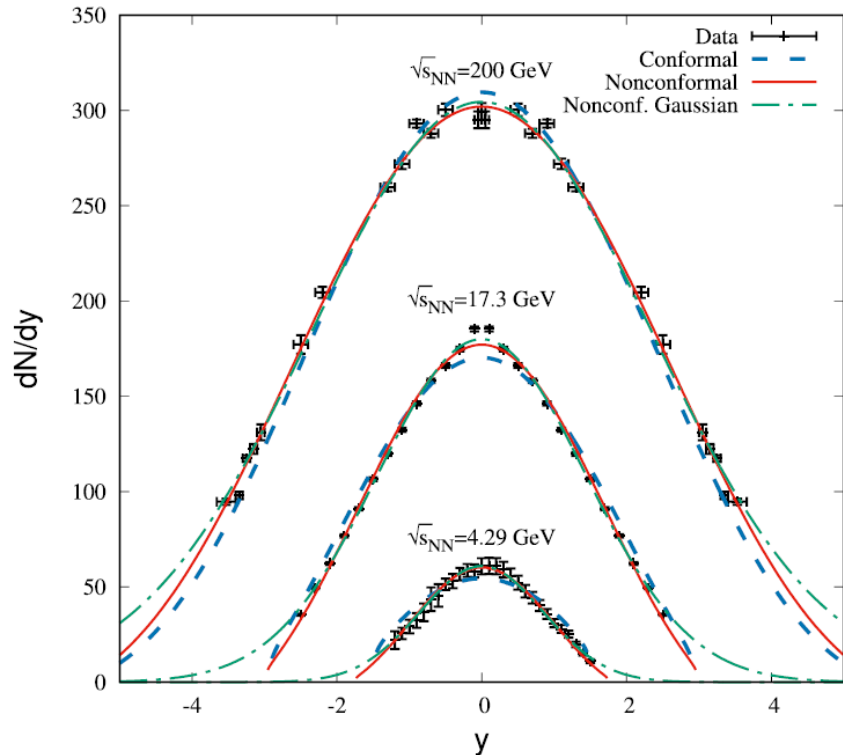 350
300
250
200
150
100
50
0
dN/dy
-4
-2
0
2
4
y
Data
Conformal
Nonconformal
Nonconf. Gaussian
√sNN=200 GeV
√sNN=17.3 GeV
√sNN=4.29 GeV